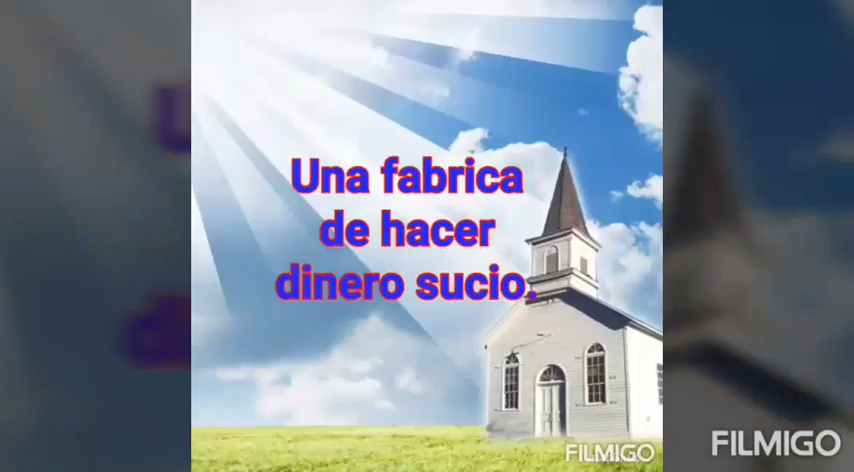 Una fabrica
de hacer
dinero sucio.
FILMIGO
FILMIGO